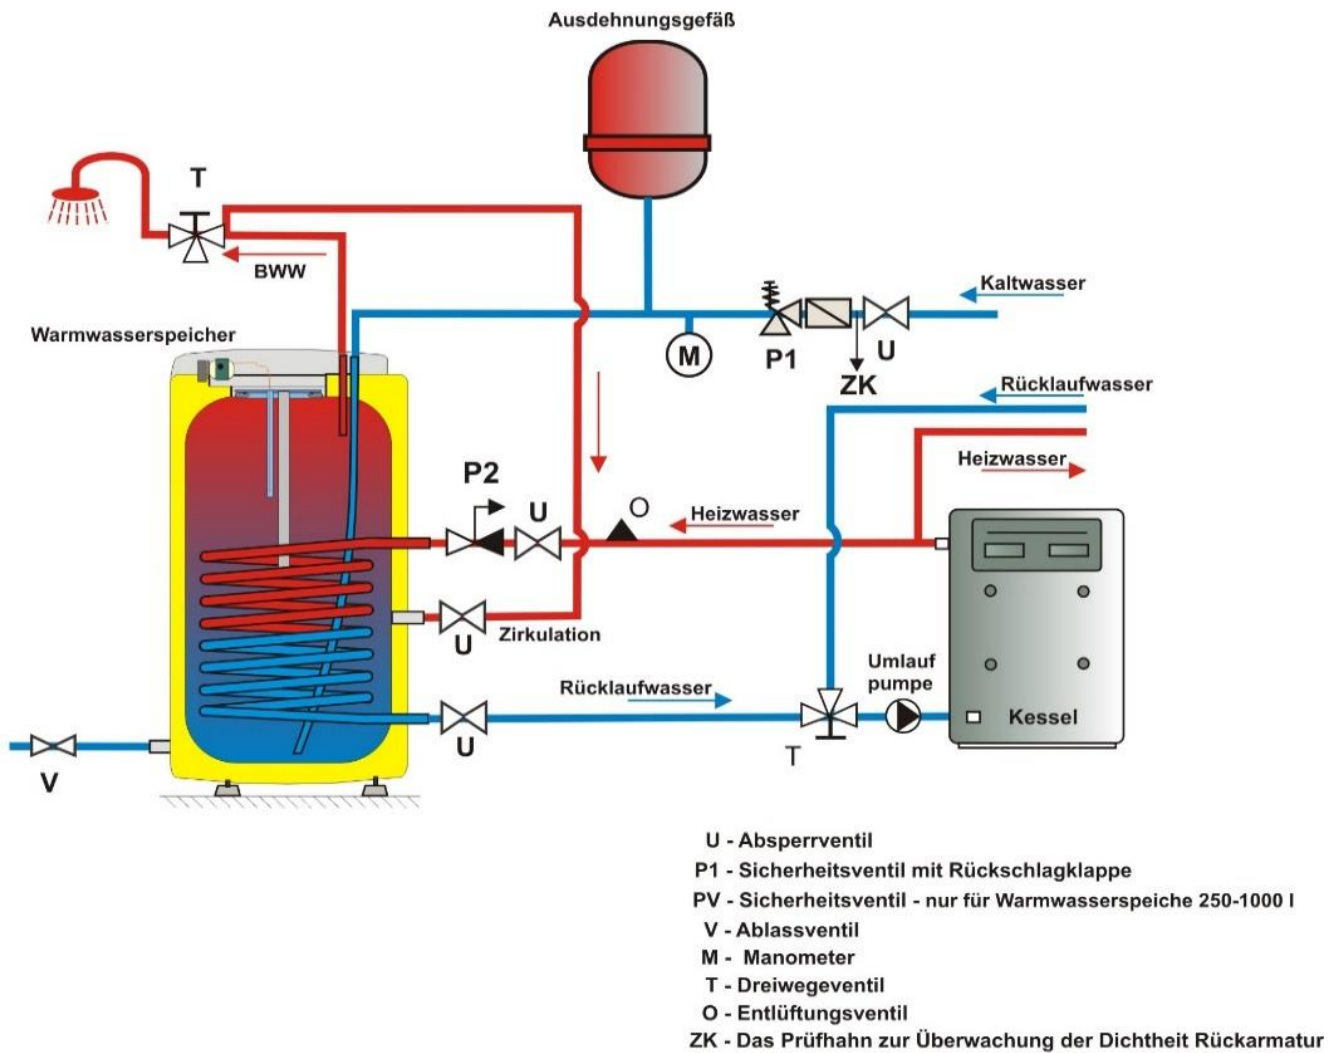 Ausdehnungsgefäß
T
BWW
Kaltwasser
Warmwasserspeicher
M
P1
U
ZK
Rücklaufwasser
Heizwasser
P2
U
O
Heizwasser
U
Zirkulation
Umlauf
pumpe
Rücklaufwasser
Kessel
U
T
V
U - Absperrventil
P1 - Sicherheitsventil mit Rückschlagklappe
PV - Sicherheitsventil - nur für Warmwasserspeiche 250-1000 l
V - Ablassventil
M - Manometer
T - Dreiwegeventil
O - Entlüftungsventil
ZK - Das Prüfhahn zur Überwachung der Dichtheit Rückarmatur